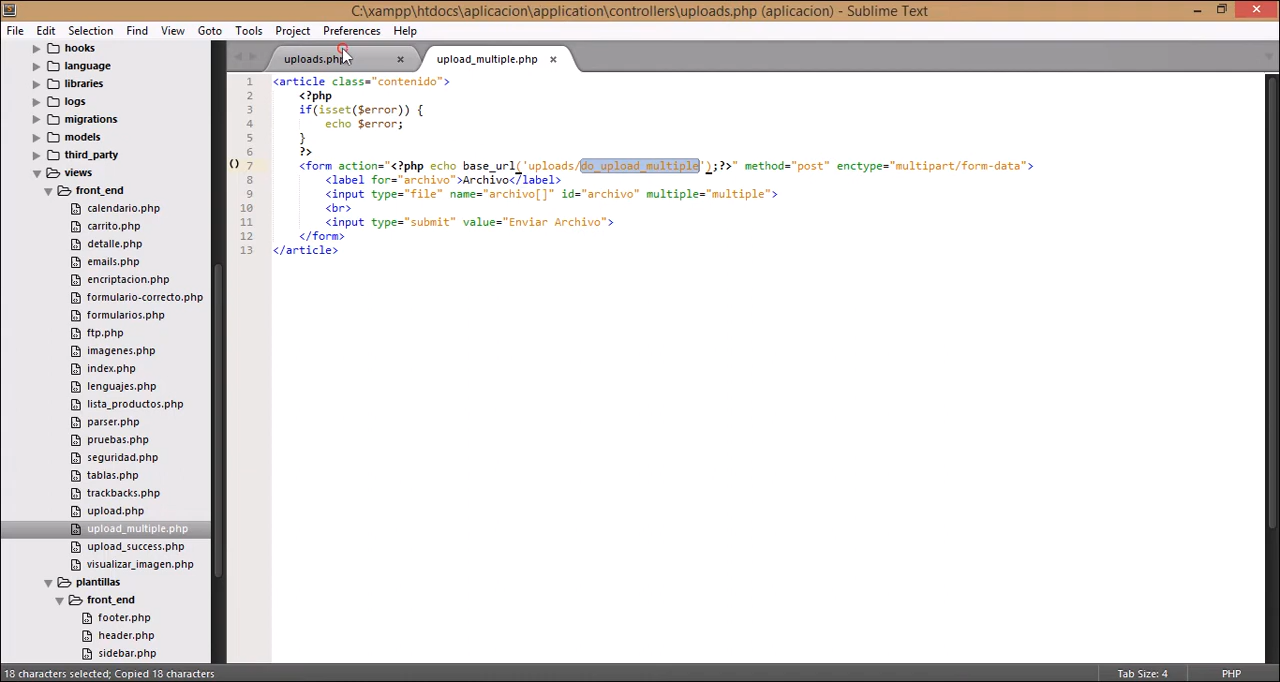 C:\xampp\htdocs\aplicacion\application\controllers\uploads.php (aplicacion) - Sublime Text
File Edit Selection Find View Goto Tools Project Preferences Help
hooks
language
libraries
logs
migrations
models
third_party
views
front_end
calendario.php
carrito.php
detalle.php
emails.php
encriptacion.php
formulario-correcto.php
formularios.php
ftp.php
imagenes.php
index.php
lenguajes.php
lista_productos.php
parser.php
pruebas.php
seguridad.php
tablas.php
trackbacks.php
upload.php
upload_multiple.php
upload_success.php
visualizar_imagen.php
plantillas
front_end
footer.php
header.php
sidebar.php
uploads.php × upload_multiple.php ×
1 <article class="contenido">
2 <?php
3 if(isset($error)) {
4 echo $error;
5 }
6 ?>
7 <form action="<?php echo base_url('uploads/do_upload_multiple');?>" method="post" enctype="multipart/form-data">
8 <label for="archivo">Archivo</label>
9 <input type="file" name="archivo[]" id="archivo" multiple="multiple">
10 <br>
11 <input type="submit" value="Enviar Archivo">
12 </form>
13 </article>
18 characters selected; Copied 18 characters
Tab Size: 4 PHP